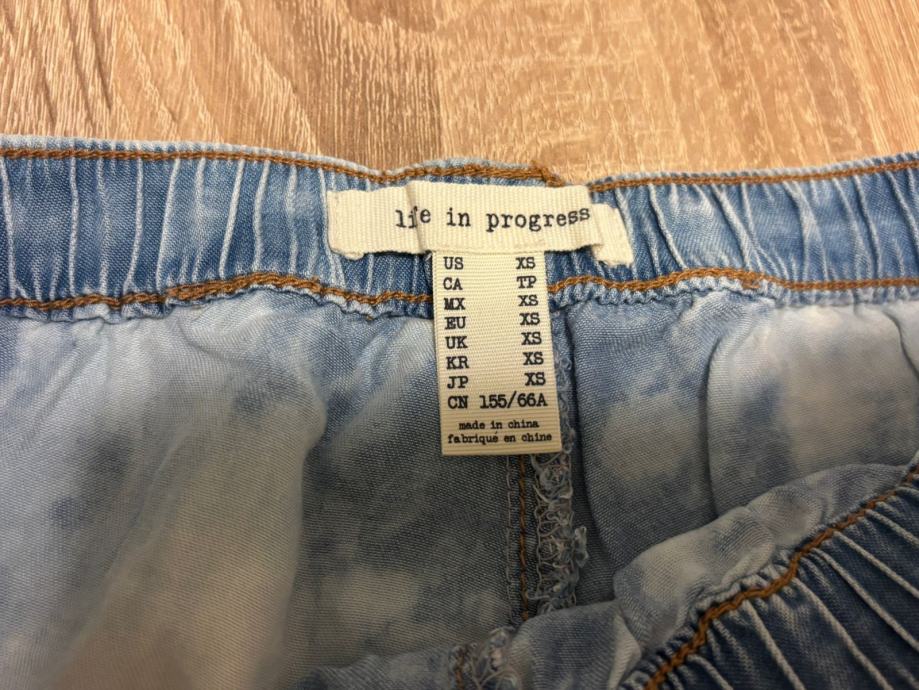 life in progress
US XS
CA TP
MX XS
EU XS
UK XS
KR XS
JP XS
CN 155/66A
made in china
fabriqué en chine